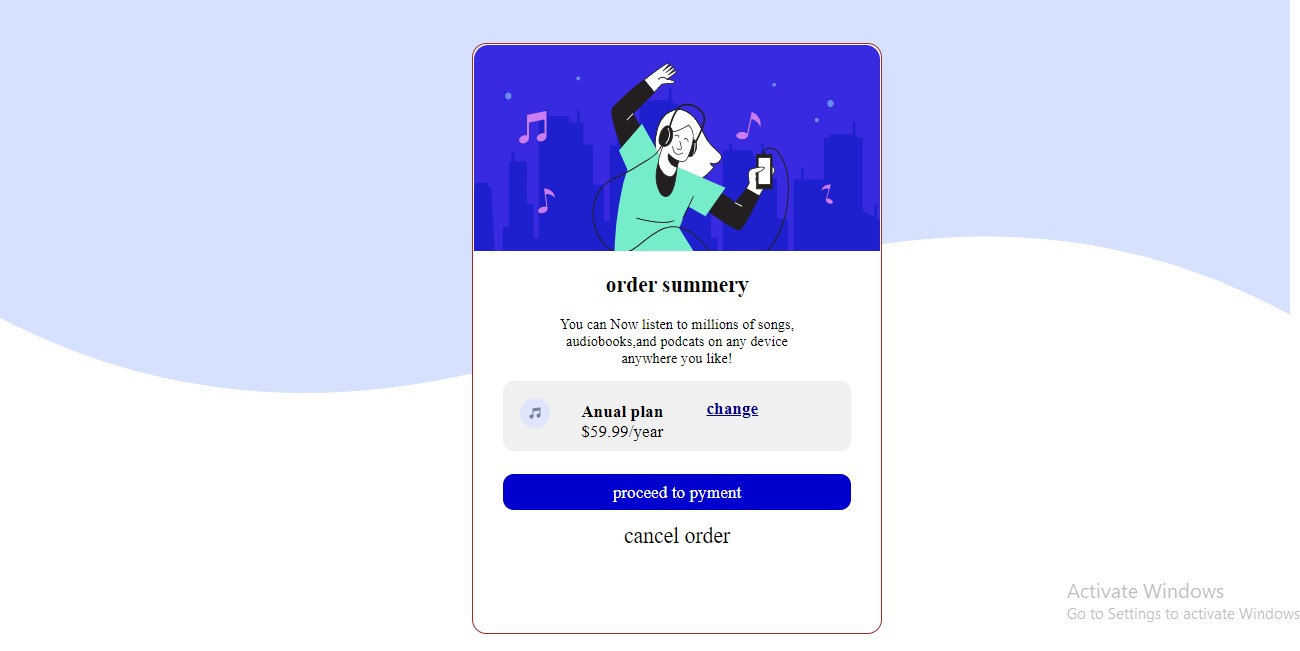 order summery
You can Now listen to millions of songs,
audiobooks,and podcats on any device
anywhere you like!
Anual plan
change
$59.99/year
proceed to pyment
cancel order
Activate Windows
Go to Settings to activate Windows